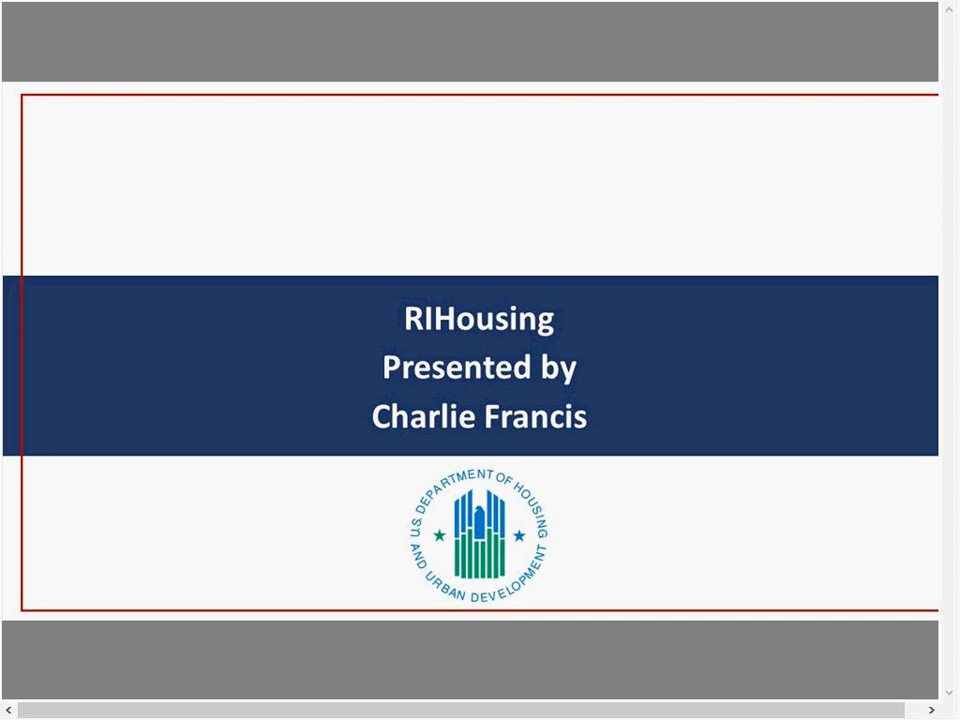 RIHousing
Presented by
Charlie Francis
U.S. DEPARTMENT OF HOUSING
AND URBAN DEVELOPMENT